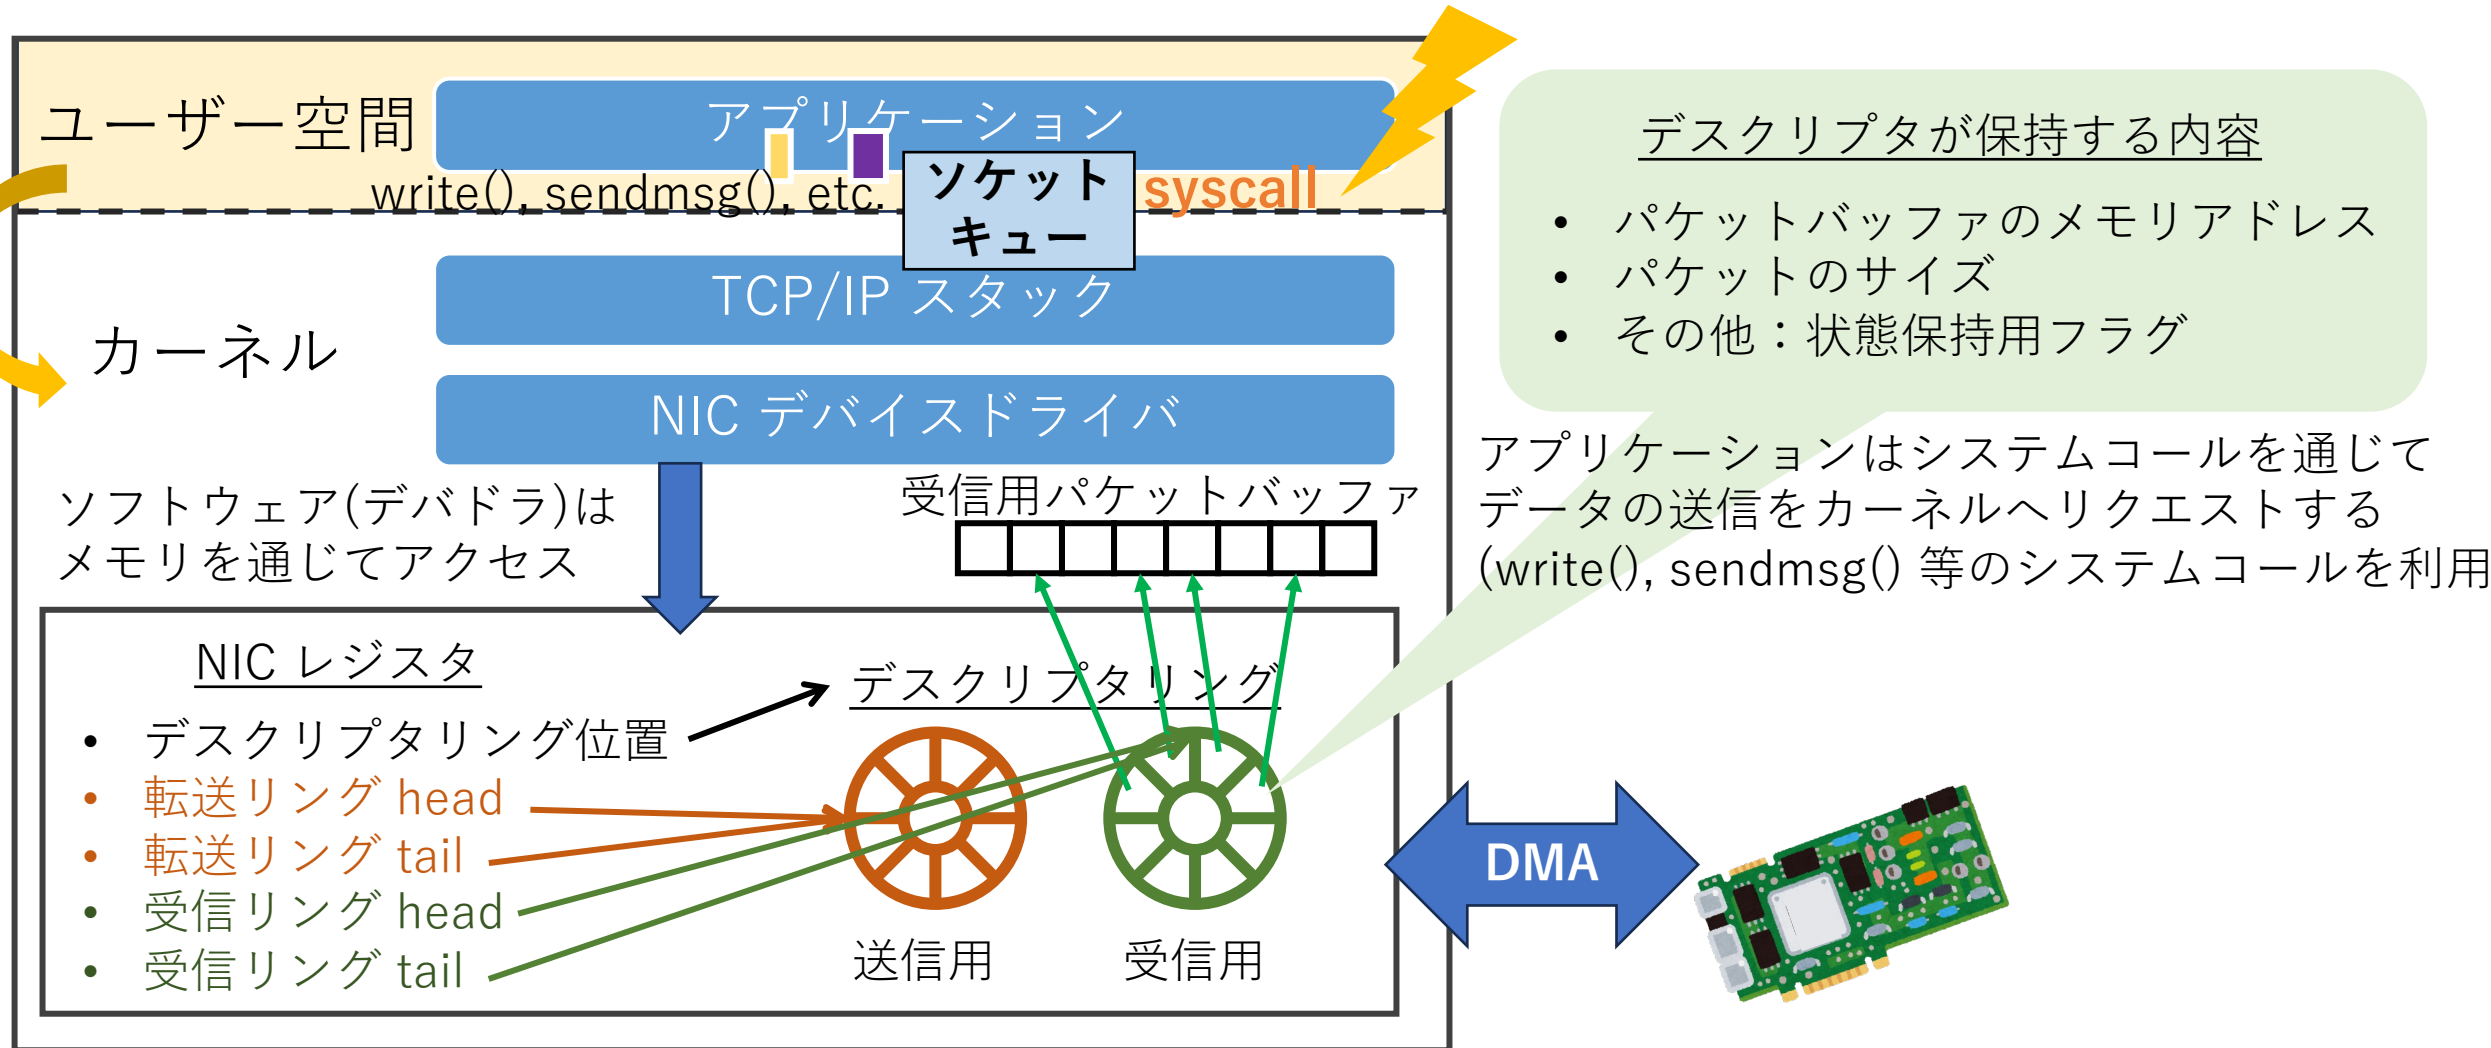 ユーザー空間
アプリケーション
write(), sendmsg(), etc.
ソケット
キュー
syscall
カーネル
TCP/IP スタック
NIC デバイスドライバ
ソフトウェア(デバドラ)は
メモリを通じてアクセス
受信用パケットバッファ
NIC レジスタ
• デスクリプタリング位置
• 転送リング head
• 転送リング tail
• 受信リング head
• 受信リング tail
デスクリプタリング
送信用
受信用
デスクリプタが保持する内容
• パケットバッファのメモリアドレス
• パケットのサイズ
• その他：状態保持用フラグ
アプリケーションはシステムコールを通じて
データの送信をカーネルへリクエストする
(write(), sendmsg() 等のシステムコールを利用
DMA